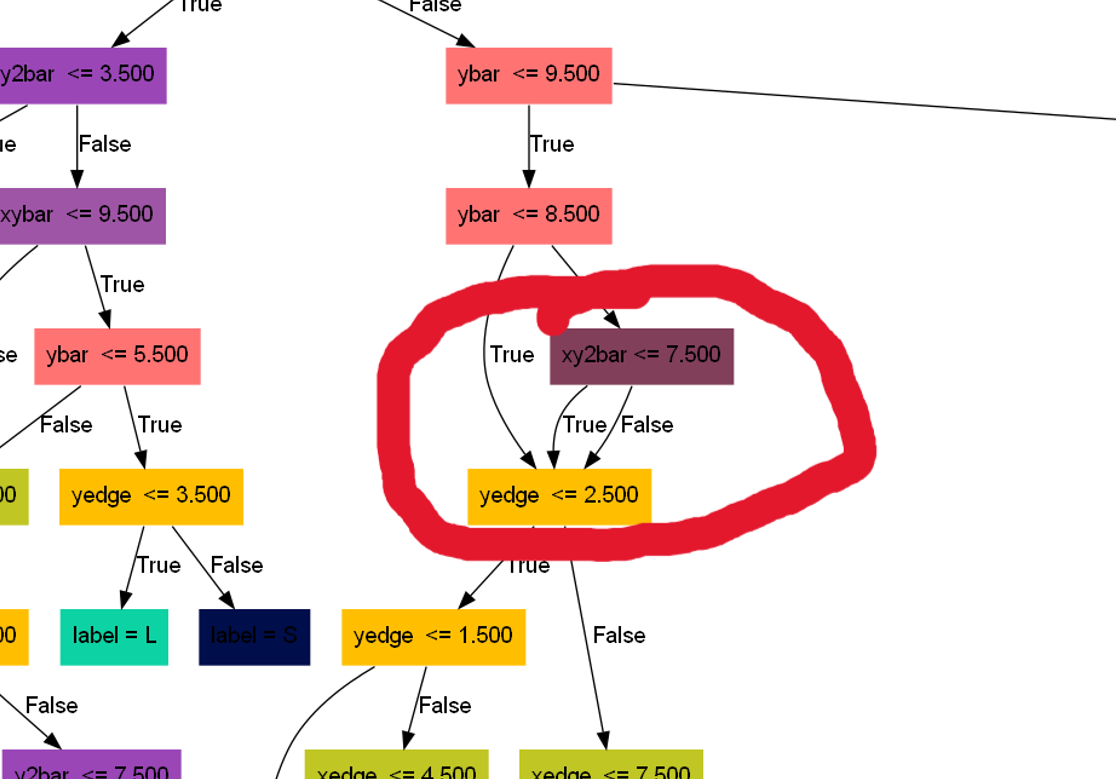 True
False
y2bar <= 3.500
ybar <= 9.500
ue
False
True
xybar <= 9.500
ybar <= 8.500
True
se
ybar <= 5.500
True
xy2bar <= 7.500
False
True
True
False
00
yedge <= 3.500
yedge <= 2.500
True
False
True
00
label = L
label = S
yedge <= 1.500
False
False
False
y2bar <= 7.500
xedge <= 4.500
xedge <= 7.500